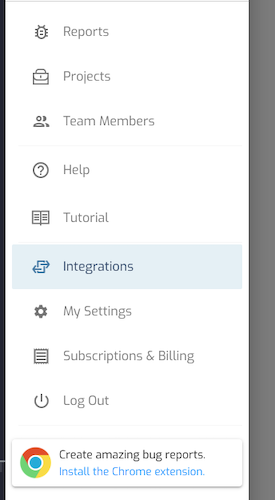 Reports
Projects
Team Members
Help
Tutorial
Integrations
My Settings
Subscriptions & Billing
Log Out
Create amazing bug reports.
Install the Chrome extension.